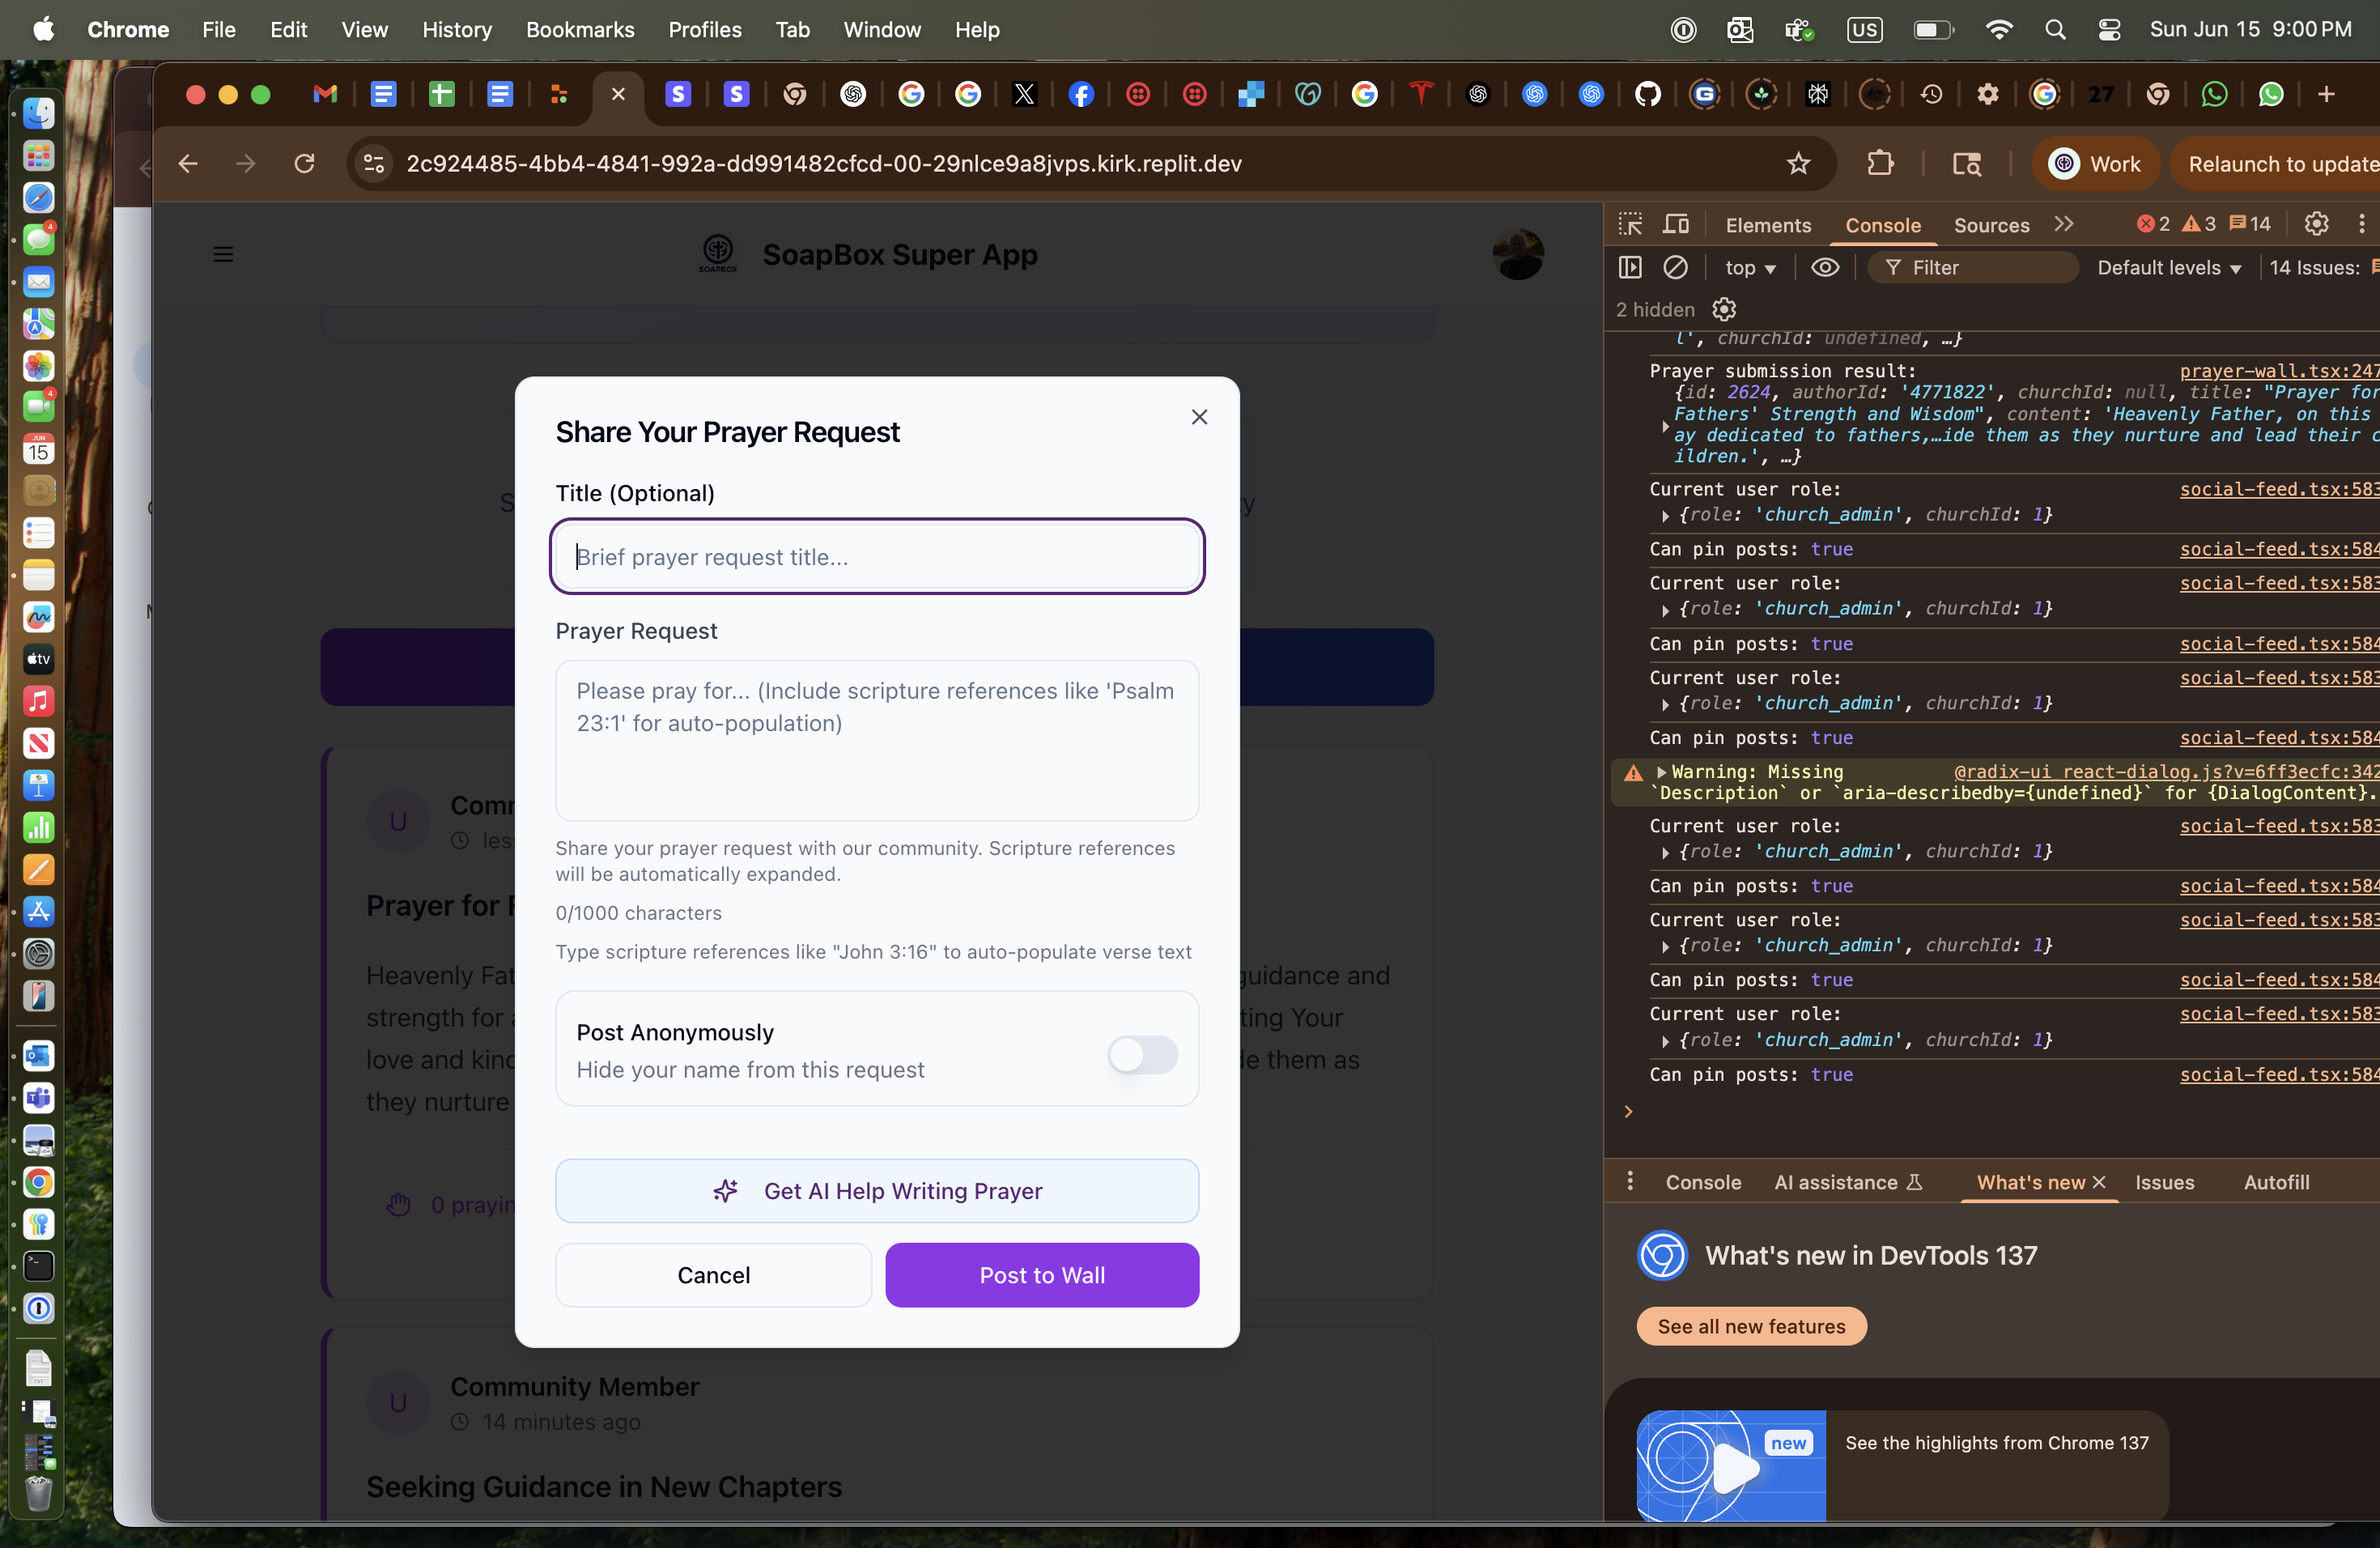 Chrome File Edit View History Bookmarks Profiles Tab Window Help US Sun Jun 15 9:00 PM
27
2c924485-4bb4-4841-992a-dd991482cfcd-00-29nlce9a8jvps.kirk.replit.dev Work Relaunch to update
SOAPBOX SoapBox Super App
Share Your Prayer Request
Title (Optional)
Brief prayer request title...
Prayer Request
Please pray for... (Include scripture references like 'Psalm
23:1' for auto-population)
Share your prayer request with our community. Scripture references
will be automatically expanded.
0/1000 characters
Type scripture references like "John 3:16" to auto-populate verse text
Post Anonymously
Hide your name from this request
Get AI Help Writing Prayer
Cancel Post to Wall
U Comm
les
Prayer for
Heavenly Fat guidance and
strength for ting Your
love and kin de them as
they nurture
0 prayin
U Community Member
14 minutes ago
Seeking Guidance in New Chapters
Elements Console Sources 2 3 14
top Filter Default levels 14 Issues:
2 hidden
l', churchId: undefined, …}
Prayer submission result: prayer-wall.tsx:247
{id: 2624, authorId: '4771822', churchId: null, title: "Prayer for
Fathers' Strength and Wisdom", content: 'Heavenly Father, on this
ay dedicated to fathers,…ide them as they nurture and lead their c
ildren.', …}
Current user role: social-feed.tsx:583
{role: 'church_admin', churchId: 1}
Can pin posts: true social-feed.tsx:584
Current user role: social-feed.tsx:583
{role: 'church_admin', churchId: 1}
Can pin posts: true social-feed.tsx:584
Current user role: social-feed.tsx:583
{role: 'church_admin', churchId: 1}
Can pin posts: true social-feed.tsx:584
Warning: Missing @radix-ui_react-dialog.js?v=6ff3ecfc:342
`Description` or `aria-describedby={undefined}` for {DialogContent}.
Current user role: social-feed.tsx:583
{role: 'church_admin', churchId: 1}
Can pin posts: true social-feed.tsx:584
Current user role: social-feed.tsx:583
{role: 'church_admin', churchId: 1}
Can pin posts: true social-feed.tsx:584
Current user role: social-feed.tsx:583
{role: 'church_admin', churchId: 1}
Can pin posts: true social-feed.tsx:584
Console AI assistance What's new Issues Autofill
What's new in DevTools 137
See all new features
new See the highlights from Chrome 137
4
4
JUN
15
tv